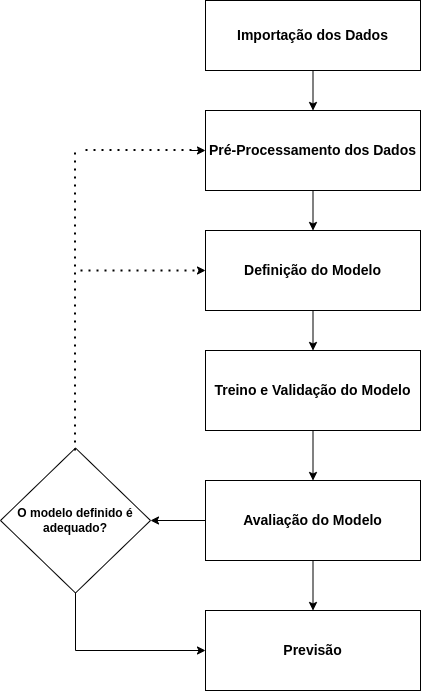 Importação dos Dados
Pré-Processamento dos Dados
Definição do Modelo
Treino e Validação do Modelo
O modelo definido é
adequado?
Avaliação do Modelo
Previsão